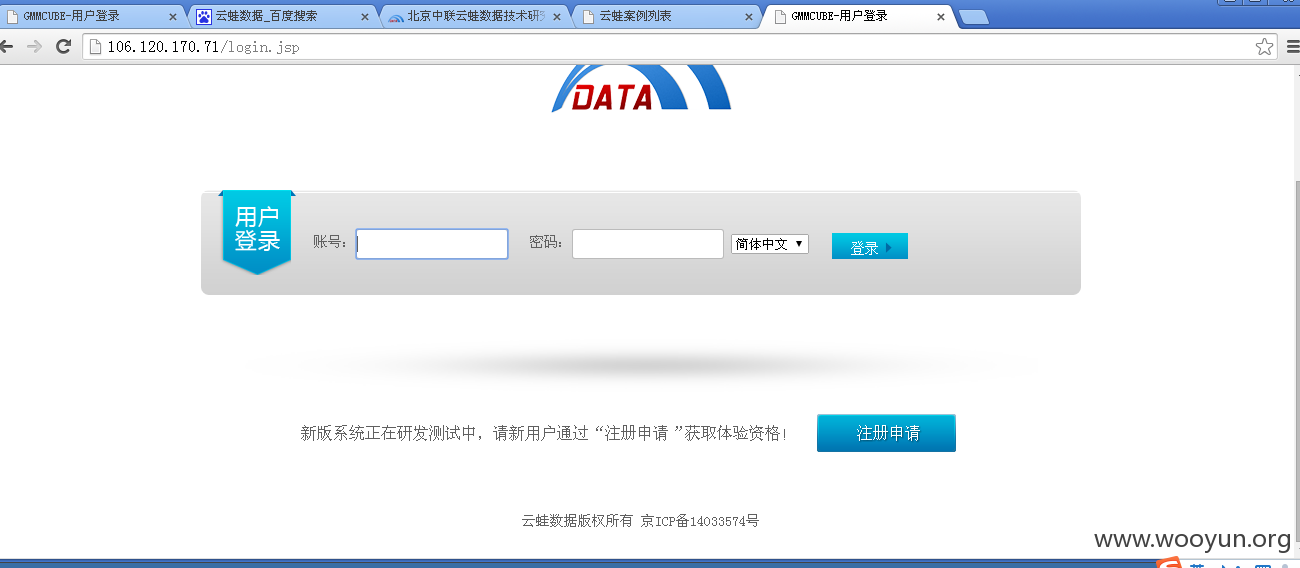 GMMCUBE-用户登录
云蛙数据_百度搜索
北京中联云蛙数据技术研
云蛙案例列表
GMMCUBE-用户登录
106.120.170.71/login.jsp
DATA
用户
登录
账号：
密码：
简体中文
登录
新版系统正在研发测试中，请新用户通过“注册申请 ”获取体验资格！
注册申请
云蛙数据版权所有 京ICP备14033574号
www.wooyun.org